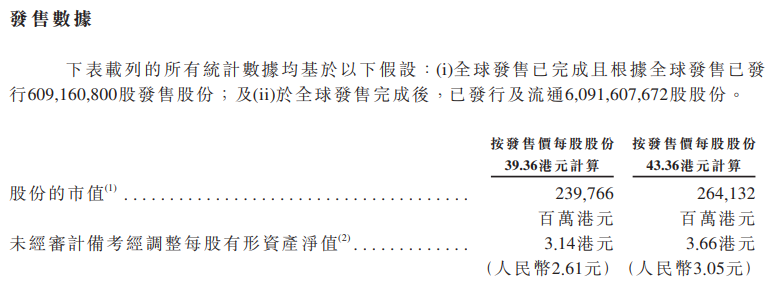 發售數據
下表載列的所有統計數據均基於以下假設：(i)全球發售已完成且根據全球發售已發
行609,160,800股發售股份；及(ii)於全球發售完成後，已發行及流通6,091,607,672股股份。
按發售價每股股份 按發售價每股股份
39.36港元計算 43.36港元計算
股份的市值(1) ...................................... 239,766 264,132
百萬港元 百萬港元
未經審計備考經調整每股有形資產淨值(2)............. 3.14港元 3.66港元
（人民幣2.61元） （人民幣3.05元）